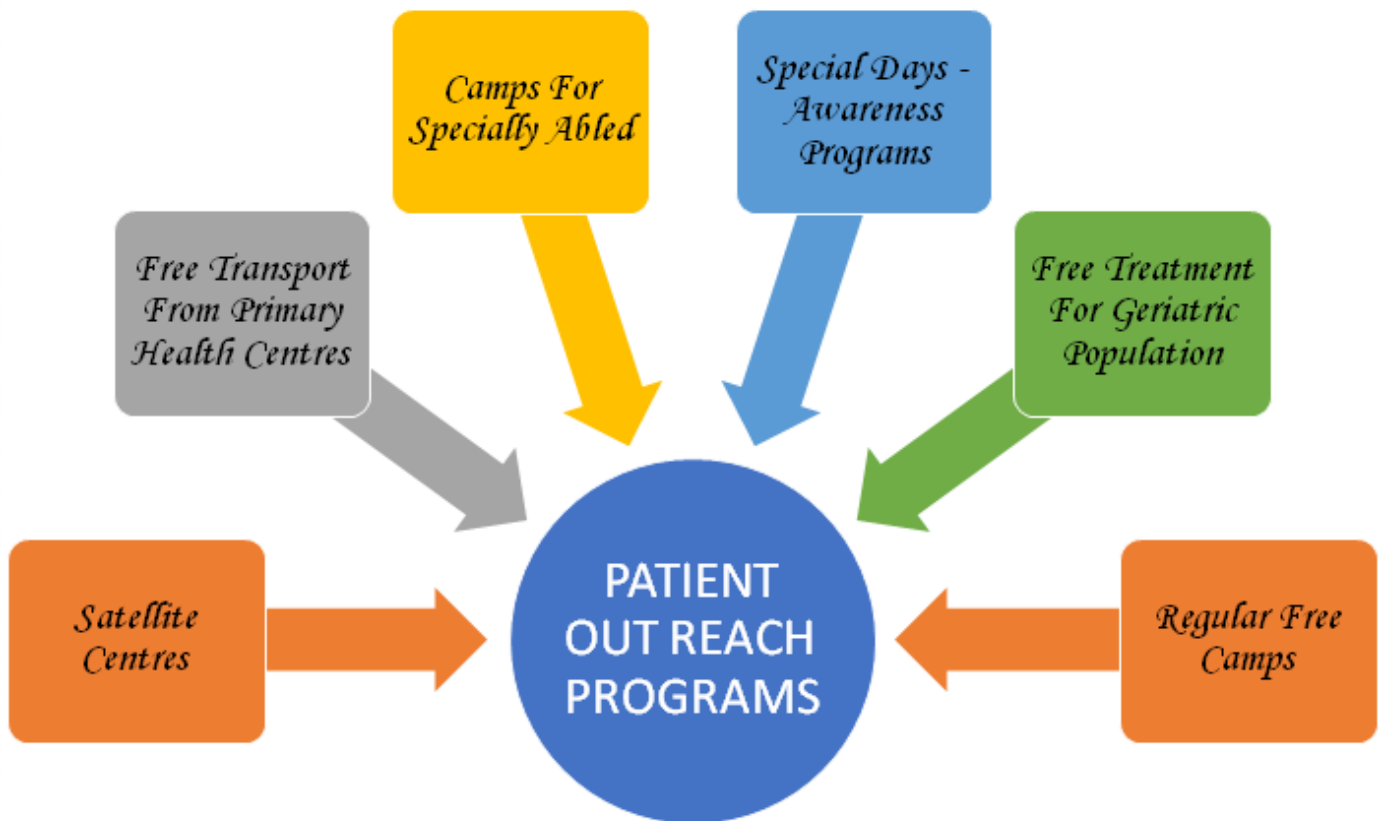 Camps For
Specially Abled
Special Days -
Awareness
Programs
Free Transport
From Primary
Health Centres
Free Treatment
For Geriatric
Population
Satellite
Centres
PATIENT
OUT REACH
PROGRAMS
Regular Free
Camps